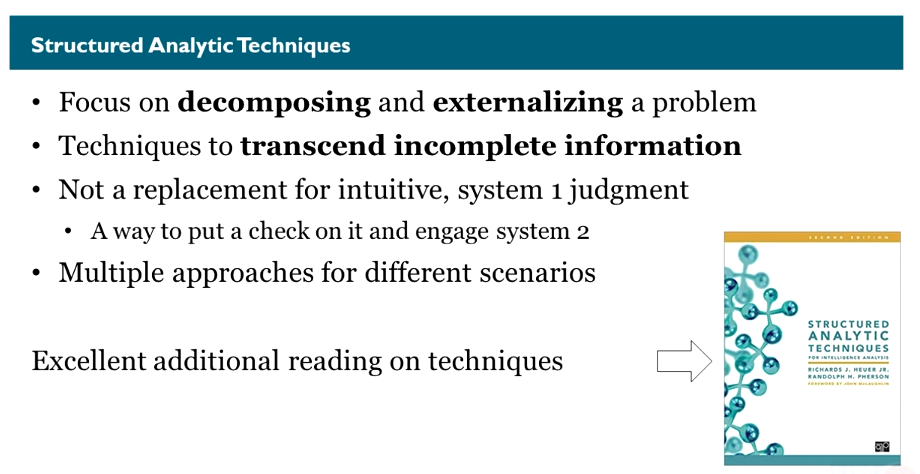 Structured Analytic Techniques
• Focus on decomposing and externalizing a problem
• Techniques to transcend incomplete information
• Not a replacement for intuitive, system 1 judgment
• A way to put a check on it and engage system 2
• Multiple approaches for different scenarios
Excellent additional reading on techniques
SECOND EDITION
STRUCTURED
ANALYTIC
TECHNIQUES
FOR INTELLIGENCE ANALYSIS
RICHARDS J. HEUER JR.
RANDOLPH H. PHERSON
FOREWORD BY JOHN McLAUGHLIN